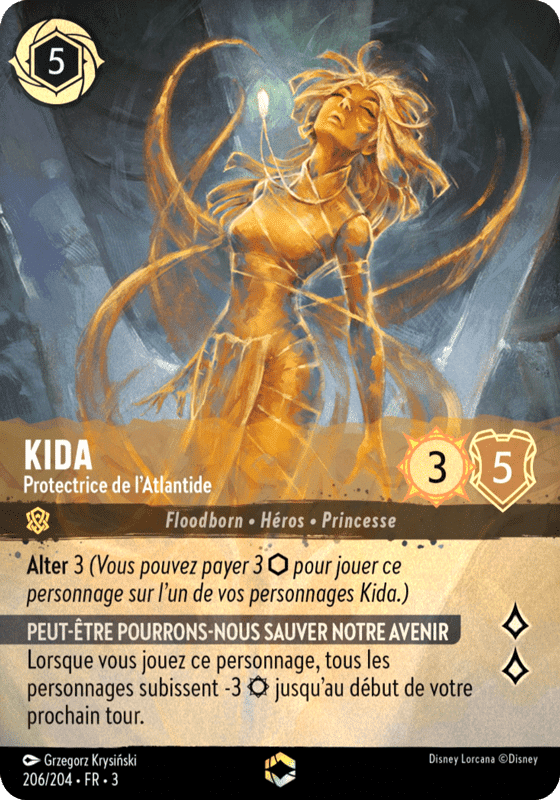 5
KIDA
Protectrice de l'Atlantide
3
5
Floodborn • Héros • Princesse
Alter 3 (Vous pouvez payer 3 pour jouer ce
personnage sur l'un de vos personnages Kida.)
PEUT-ÊTRE POURRONS-NOUS SAUVER NOTRE AVENIR
Lorsque vous jouez ce personnage, tous les
personnages subissent -3 jusqu'au début de votre
prochain tour.
Grzegorz Krysiński
Disney Lorcana ©Disney
206/204 • FR • 3